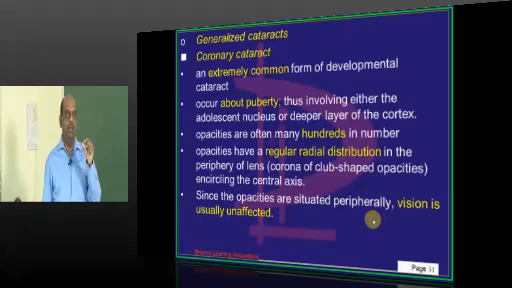 Generalized cataracts
Coronary cataract
an extremely common form of developmental
cataract
occur about puberty; thus involving either the
adolescent nucleus or deeper layer of the cortex.
opacities are often many hundreds in number
opacities have a regular radial distribution in the
periphery of lens (corona of club-shaped opacities)
encircling the central axis.
Since the opacities are situated peripherally, vision is
usually unaffected.
Page 31